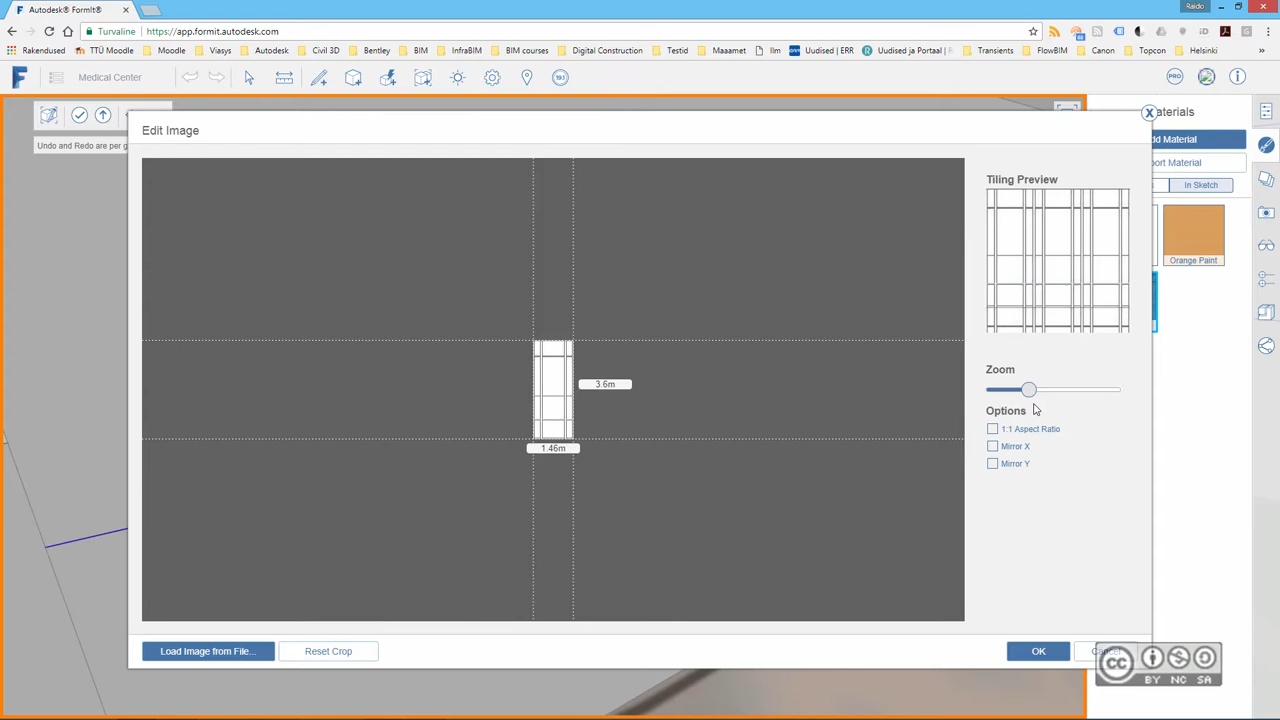 Autodesk® FormIt®
Raido
Turvaline
https://app.formit.autodesk.com
Rakendused
TTÜ Moodle
Moodle
Viasys
Autodesk
Civil 3D
Bentley
BIM
InfraBIM
BIM courses
Digital Construction
Testid
Maaamet
Ilm
Uudised | ERR
Uudised ja Portaal
Transients
FlowBIM
Canon
Topcon
Helsinki
»
Medical Center
193
PRO
Undo and Redo are per g
Edit Image
X
aterials
dd Material
port Material
s
In Sketch
Orange Paint
Tiling Preview
3.6m
1.46m
Zoom
Options
1:1 Aspect Ratio
Mirror X
Mirror Y
Load Image from File...
Reset Crop
OK
cc
BY NC SA